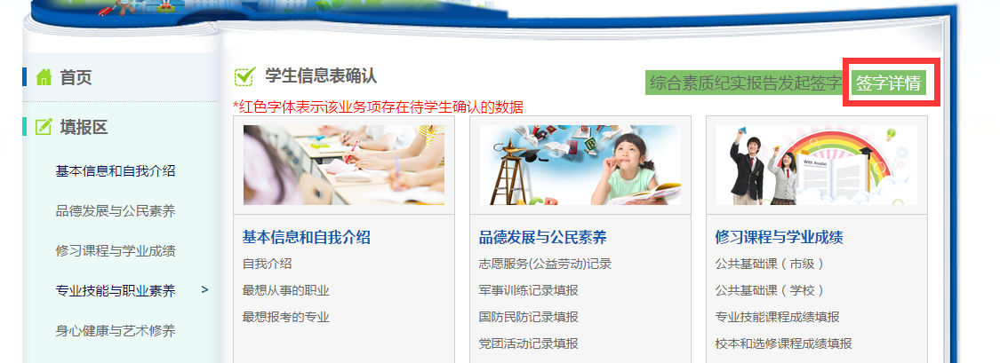 首页
填报区
基本信息和自我介绍
品德发展与公民素养
修习课程与学业成绩
专业技能与职业素养 >
身心健康与艺术修养
学生信息表确认
综合素质纪实报告发起签字
签字详情
*红色字体表示该业务项存在待学生确认的数据
基本信息和自我介绍
自我介绍
最想从事的职业
最想报考的专业
品德发展与公民素养
志愿服务(公益劳动)记录
军事训练记录填报
国防民防记录填报
党团活动记录填报
修习课程与学业成绩
公共基础课（市级）
公共基础课（学校）
专业技能课程成绩填报
校本和选修课程成绩填报